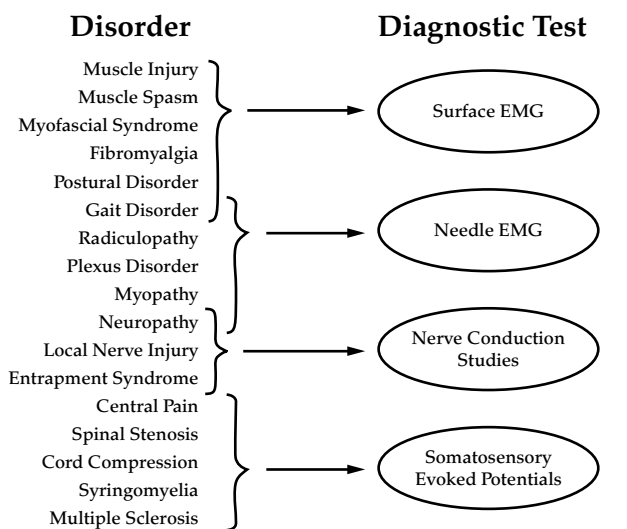 Disorder
Diagnostic Test
Muscle Injury
Muscle Spasm
Myofascial Syndrome
Fibromyalgia
Postural Disorder
Gait Disorder
Radiculopathy
Plexus Disorder
Myopathy
Neuropathy
Local Nerve Injury
Entrapment Syndrome
Central Pain
Spinal Stenosis
Cord Compression
Syringomyelia
Multiple Sclerosis
Surface EMG
Needle EMG
Nerve Conduction
Studies
Somatosensory
Evoked Potentials